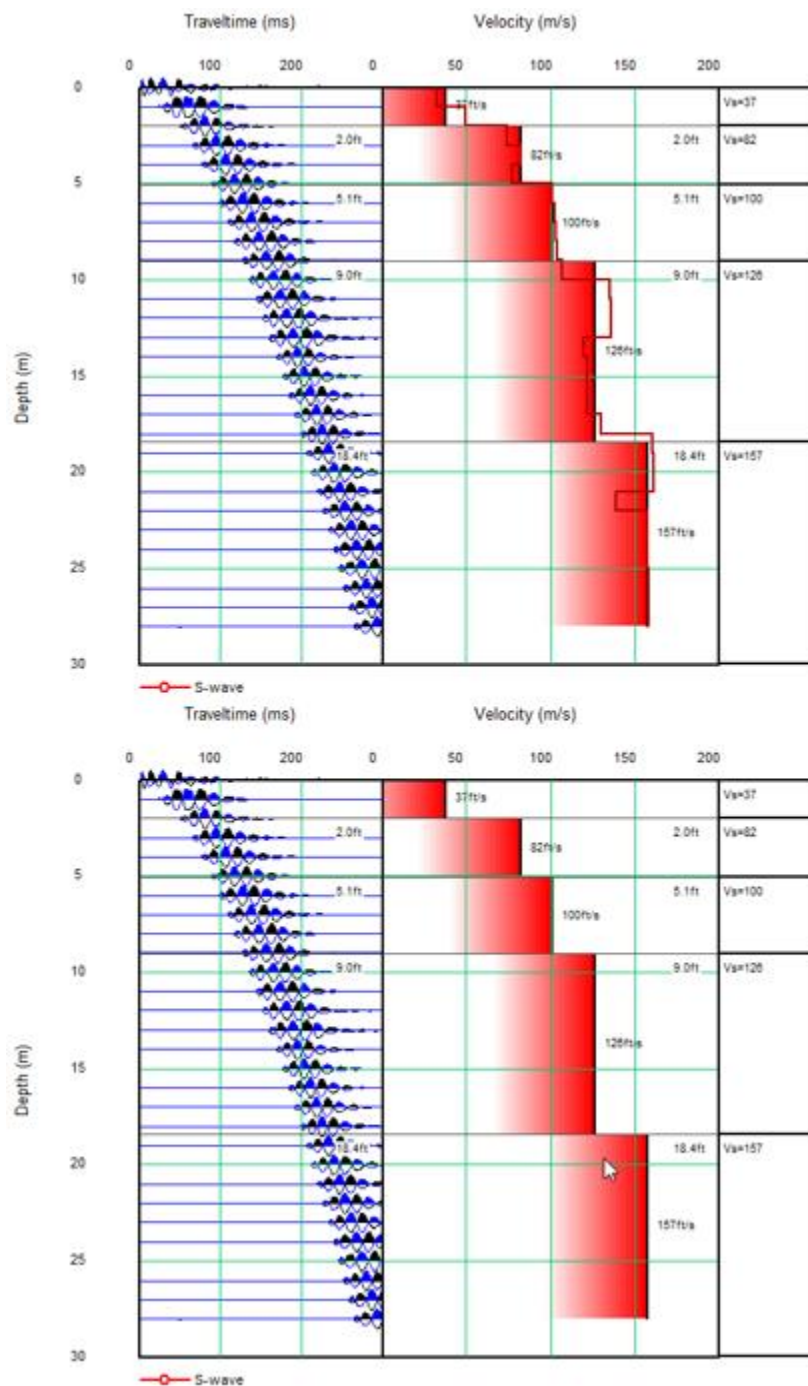 Traveltime (ms) Velocity (m/s)
0 100 200 0 50 100 150 200
0
37ft/s Vs=37
2.0ft 2.0ft Vs=82
82ft/s
5
5.1ft 5.1ft Vs=100
100ft/s
9.0ft 9.0ft Vs=126
10
126ft/s
15
Depth (m)
18.4ft 18.4ft Vs=157
20
157ft/s
25
30
S-wave
Traveltime (ms) Velocity (m/s)
0 100 200 0 50 100 150 200
0
37ft/s Vs=37
2.0ft 2.0ft Vs=82
82ft/s
5
5.1ft 5.1ft Vs=100
100ft/s
9.0ft 9.0ft Vs=126
10
126ft/s
15
Depth (m)
18.4ft 18.4ft Vs=157
20
157ft/s
25
30
S-wave